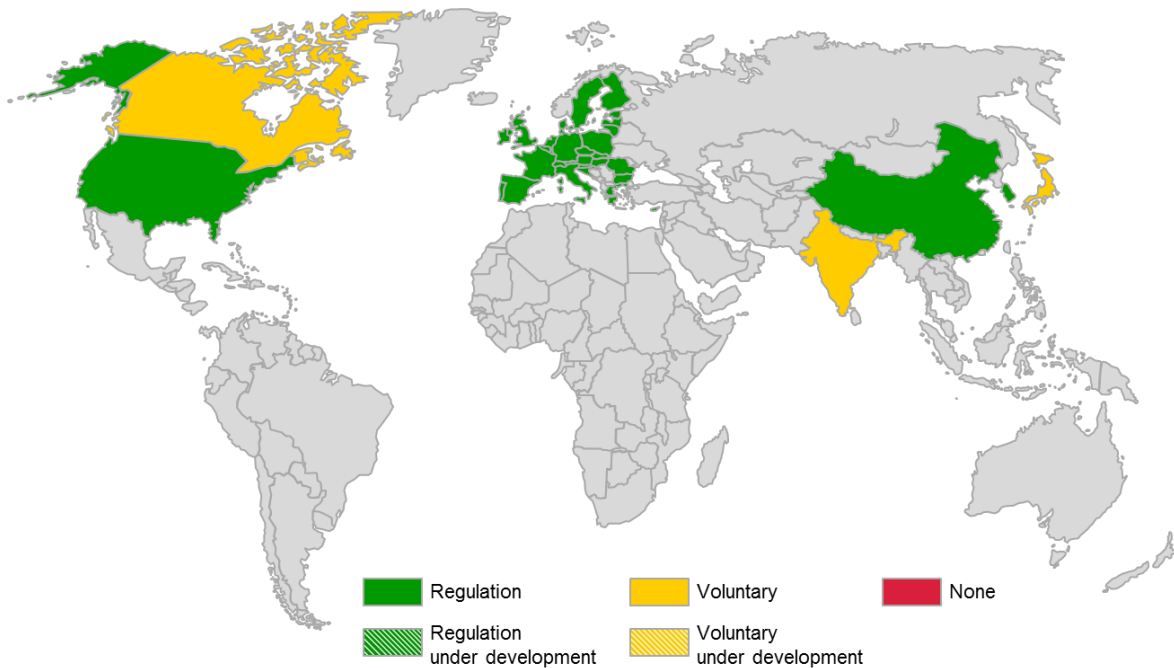 Regulation
Voluntary
None
Regulation
under development
Voluntary
under development